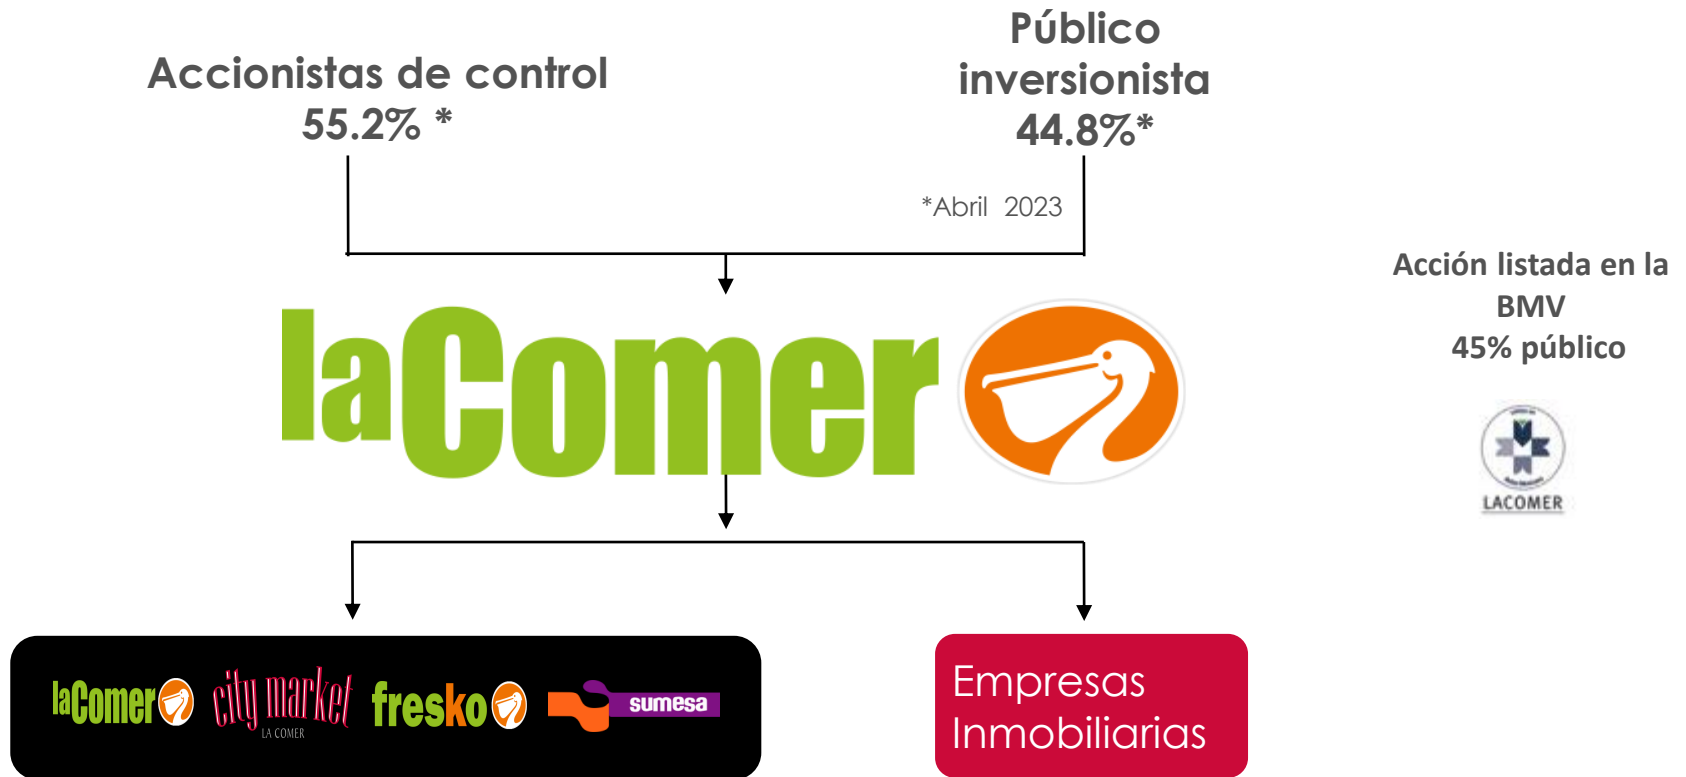 Accionistas de control
55.2% *
Público
inversionista
44.8%*
*Abril 2023
Acción listada en la
BMV
45% público
laComer
LACOMER
laComer
city market
LA COMER
fresko
sumesa
Empresas
Inmobiliarias